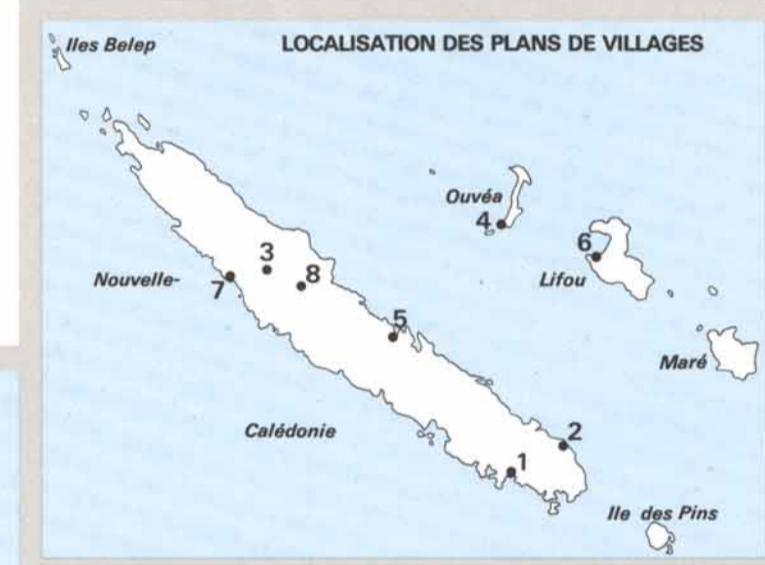 Iles Belep
LOCALISATION DES PLANS DE VILLAGES
Ouvéa
4
6
3
8
Nouvelle-
7
Lifou
5
Maré
Calédonie
2
1
Ile des Pins